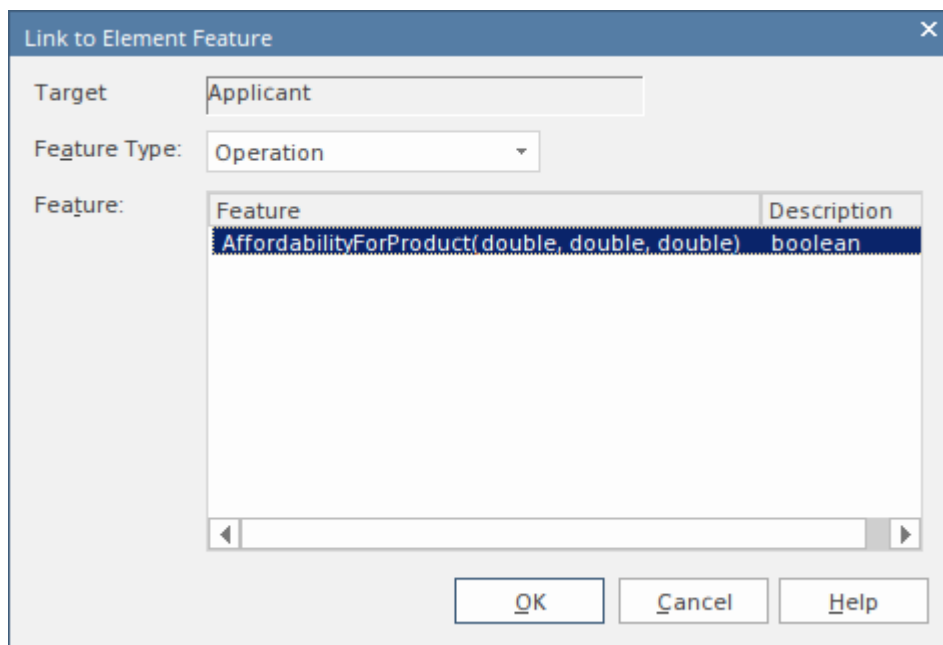 Link to Element Feature
Target Applicant
Feature Type: Operation
Feature:
Feature Description
AffordabilityForProduct(double, double, double) boolean
OK Cancel Help